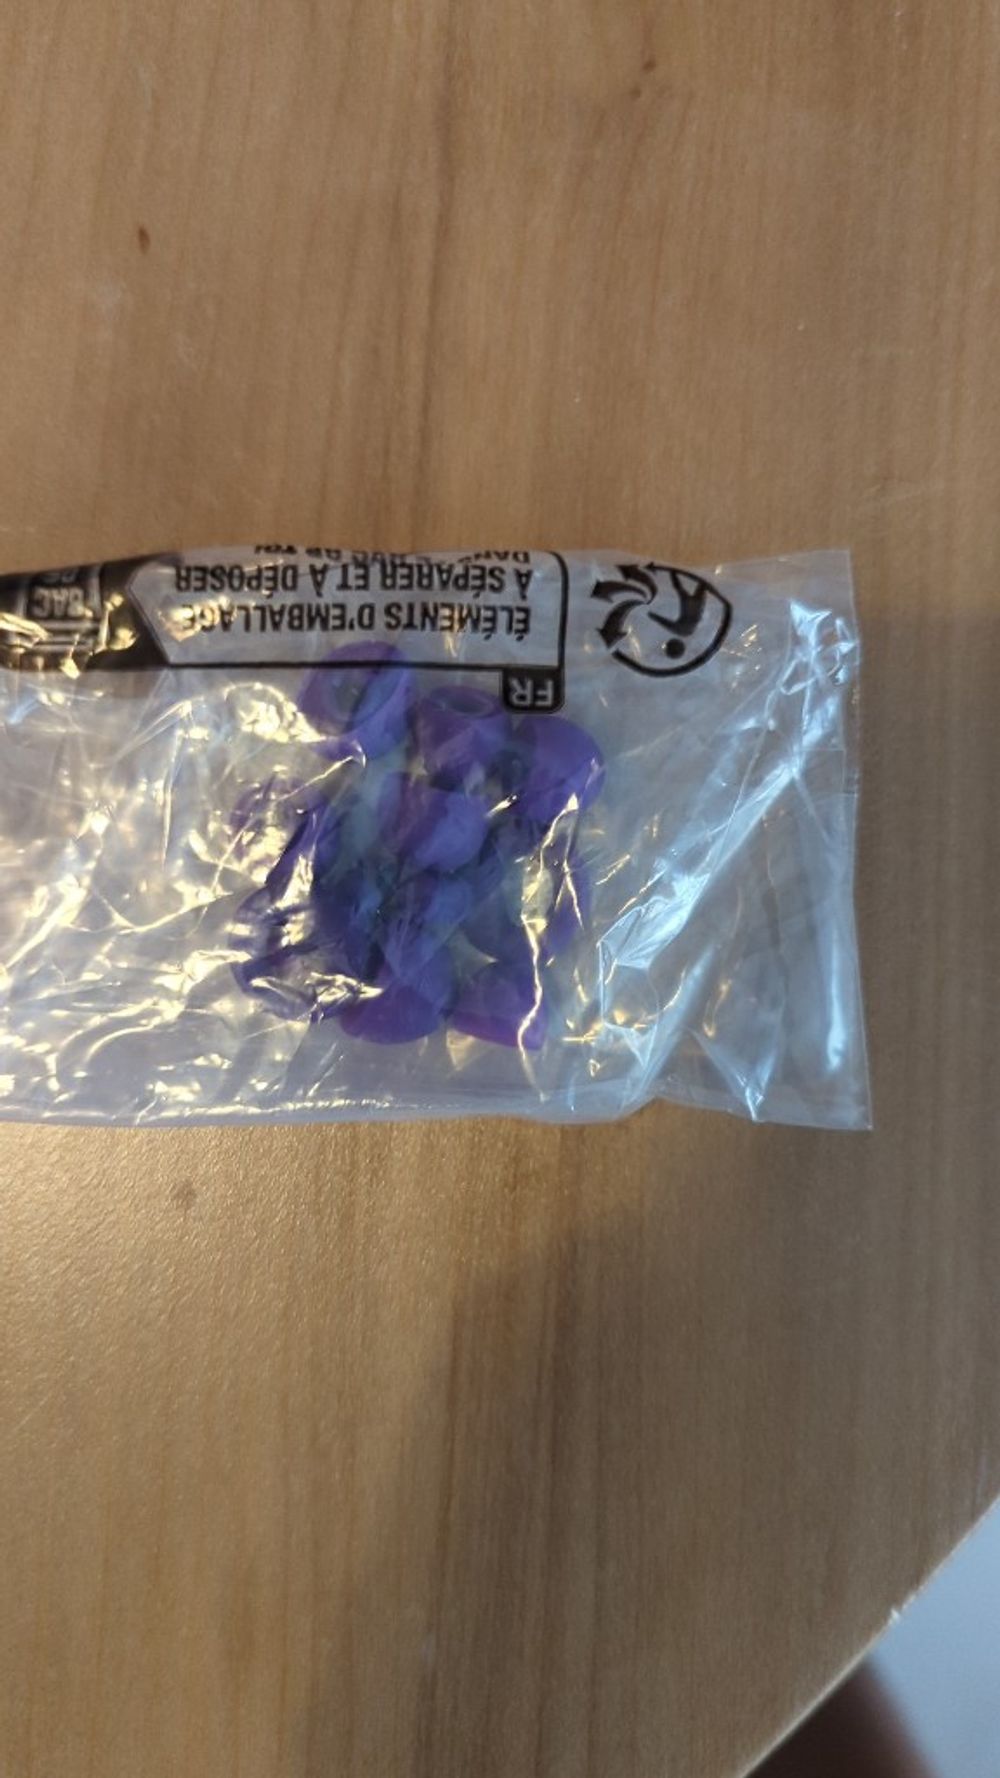 FR
ÉLÉMENTS D'EMBALLAGE
À SÉPARER ET À DÉPOSER
BAC